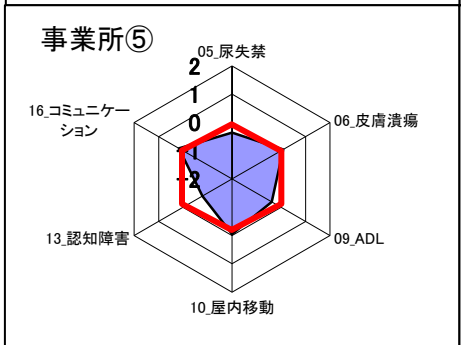 事業所⑤
05_尿失禁
2
1
0
-1
-2
16_コミュニケー
ション
06_皮膚潰瘍
13_認知障害
09_ADL
10_屋内移動